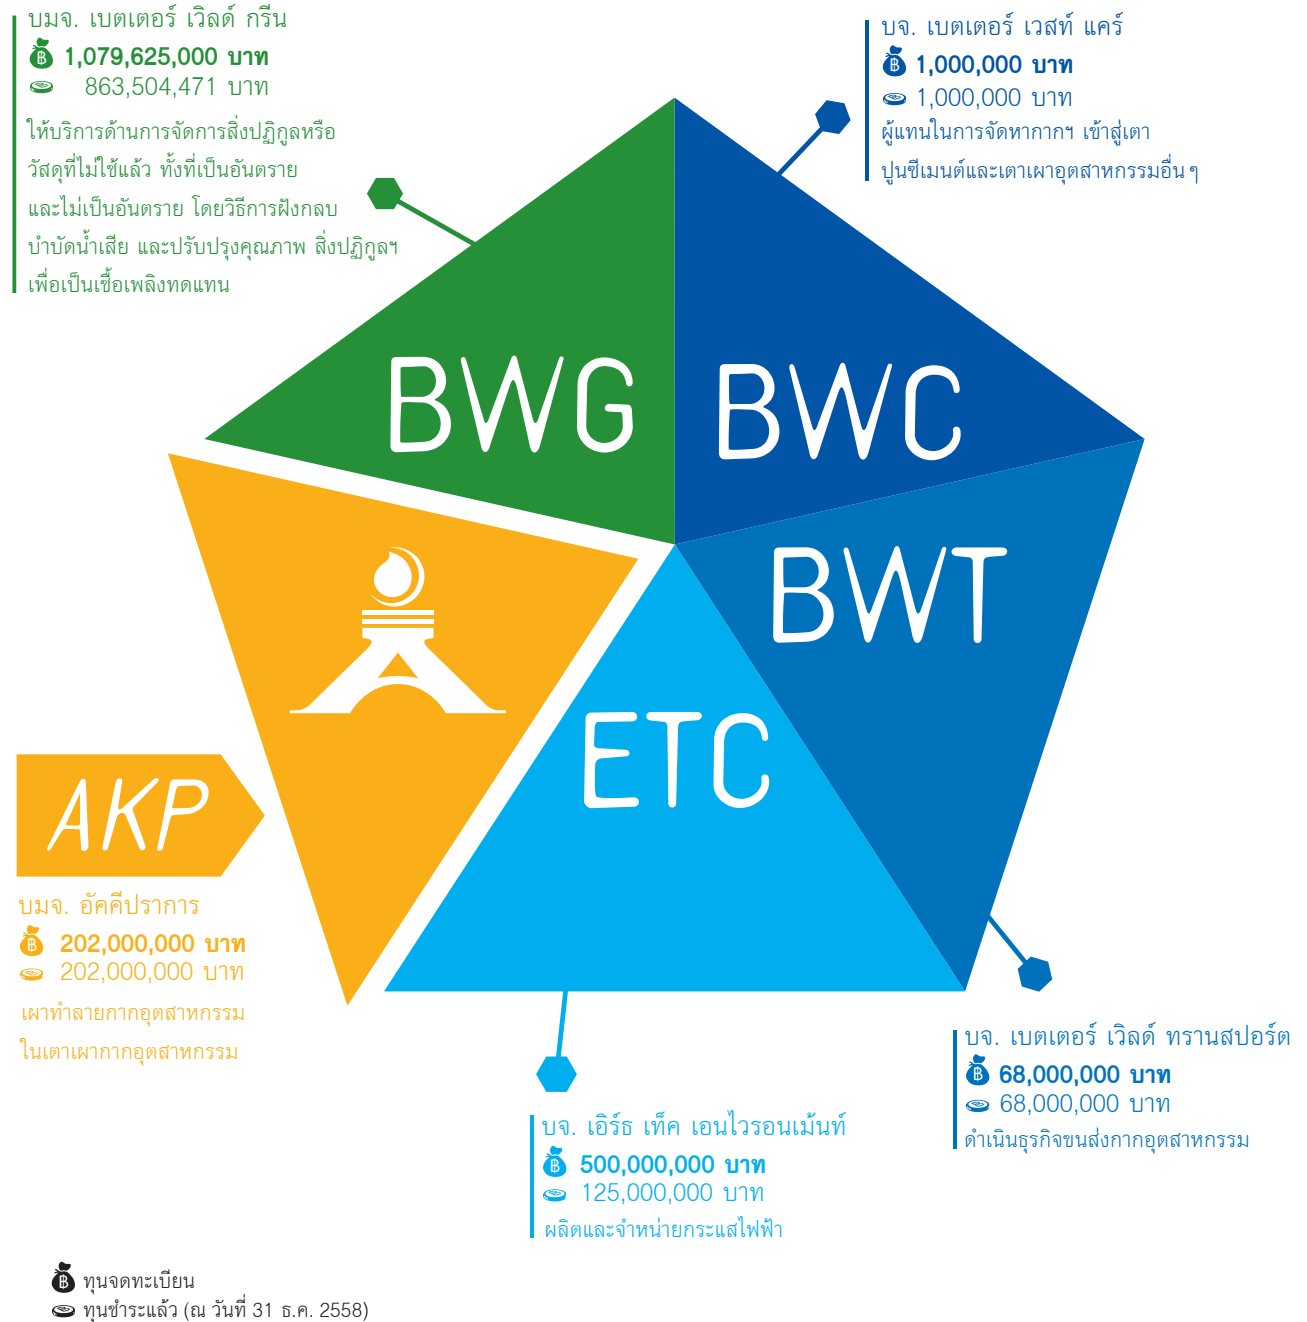 บมจ. เบตเตอร์ เวิลด์ กรีน
1,079,625,000 บาท
863,504,471 บาท
ให้บริการด้านการจัดการสิ่งปฏิกูลหรือ
วัสดุที่ไม่ใช้แล้ว ทั้งที่เป็นอันตราย
และไม่เป็นอันตราย โดยวิธีการฝังกลบ
บำบัดน้ำเสีย และปรับปรุงคุณภาพ สิ่งปฏิกูลฯ
เพื่อเป็นเชื้อเพลิงทดแทน
บจ. เบตเตอร์ เวสท์ แคร์
1,000,000 บาท
1,000,000 บาท
ผู้แทนในการจัดหากากฯ เข้าสู่เตา
ปูนซีเมนต์และเตาเผาอุตสาหกรรมอื่น ๆ
BWG
BWC
BWT
ETC
AKP
บมจ. อัคคีปราการ
202,000,000 บาท
202,000,000 บาท
เผาทำลายกากอุตสาหกรรม
ในเตาเผากากอุตสาหกรรม
บจ. เบตเตอร์ เวิลด์ ทรานสปอร์ต
68,000,000 บาท
68,000,000 บาท
ดำเนินธุรกิจขนส่งกากอุตสาหกรรม
บจ. เอิร์ธ เท็ค เอนไวรอนเม้นท์
500,000,000 บาท
125,000,000 บาท
ผลิตและจำหน่ายกระแสไฟฟ้า
ทุนจดทะเบียน
ทุนชำระแล้ว (ณ วันที่ 31 ธ.ค. 2558)